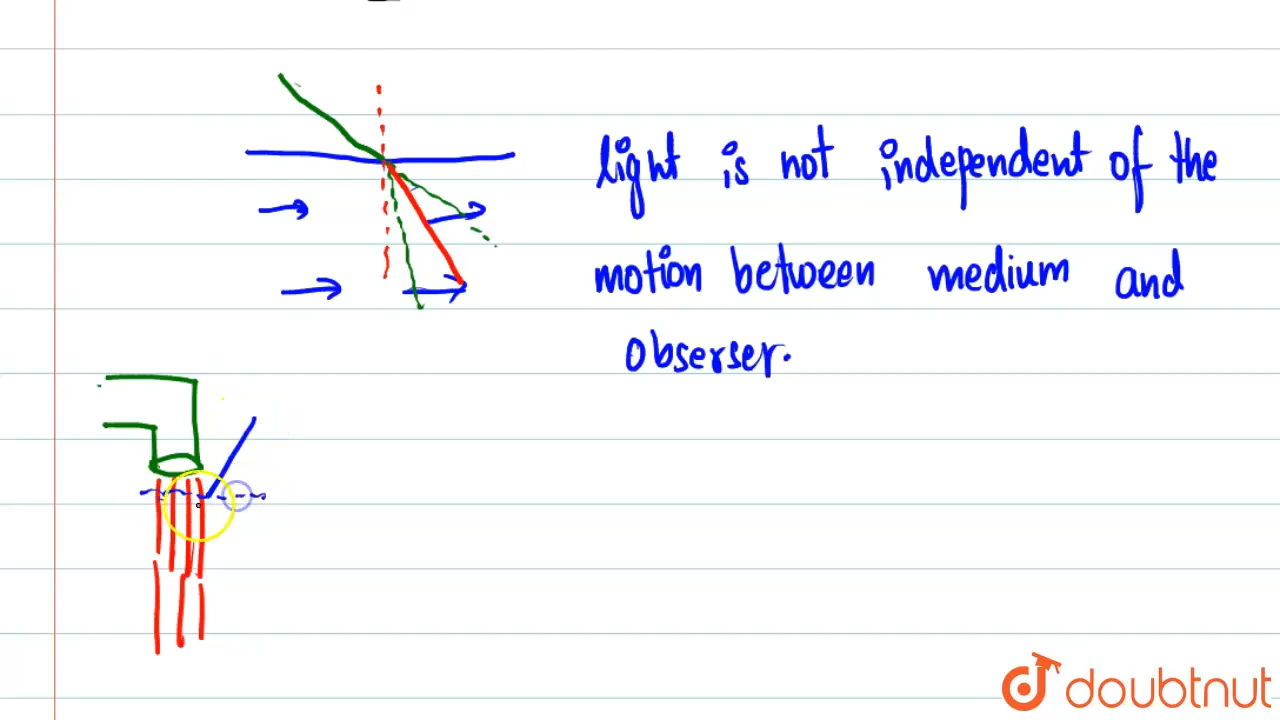 light is not independent of the
motion between medium and
obserser.
doubtnut